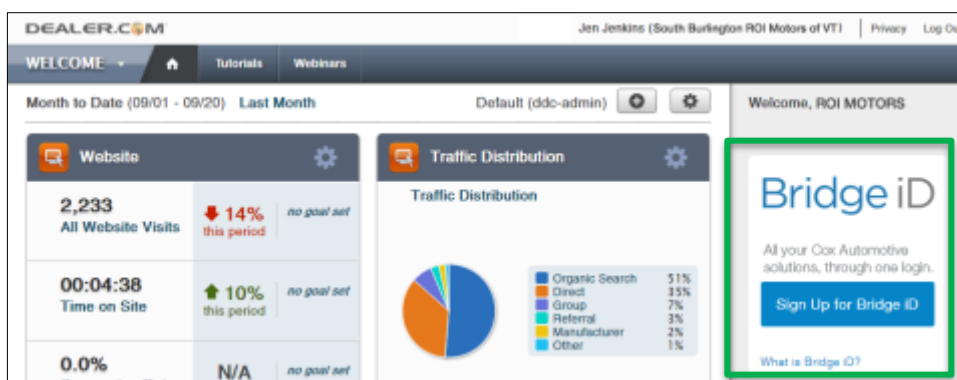 DEALER.COM
Jen Jenkins (South Burlington ROI Motors of VT) Privacy Log Ou
WELCOME Tutorials Webinars
Month to Date (09/01 - 09/20) Last Month Default (ddc-admin) Welcome, ROI MOTORS
Website
2,233
All Website Visits
14%
this period
no goal set
00:04:38
Time on Site
10%
this period
no goal set
0.0%
N/A
no goal set
Traffic Distribution
Traffic Distribution
Organic Search 51%
Direct 35%
Group 7%
Referral 3%
Manufacturer 2%
Other 1%
Bridge iD
All your Cox Automotive
solutions, through one login.
Sign Up for Bridge iD
What is Bridge iD?